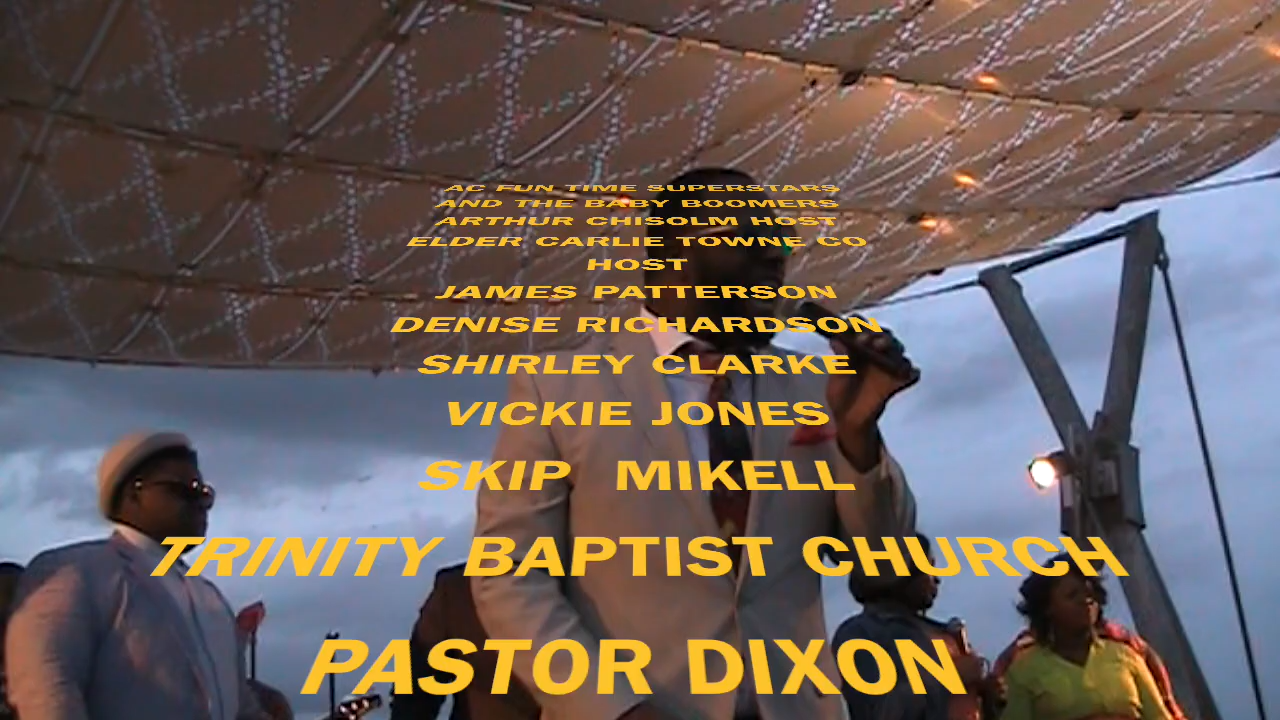 AC FUN TIME SUPERSTARS
AND THE BABY BOOMERS
ARTHUR CHISOLM HOST
ELDER CARLIE TOWNE CO
HOST
JAMES PATTERSON
DENISE RICHARDSON
SHIRLEY CLARKE
VICKIE JONES
SKIP MIKELL
TRINITY BAPTIST CHURCH
PASTOR DIXON